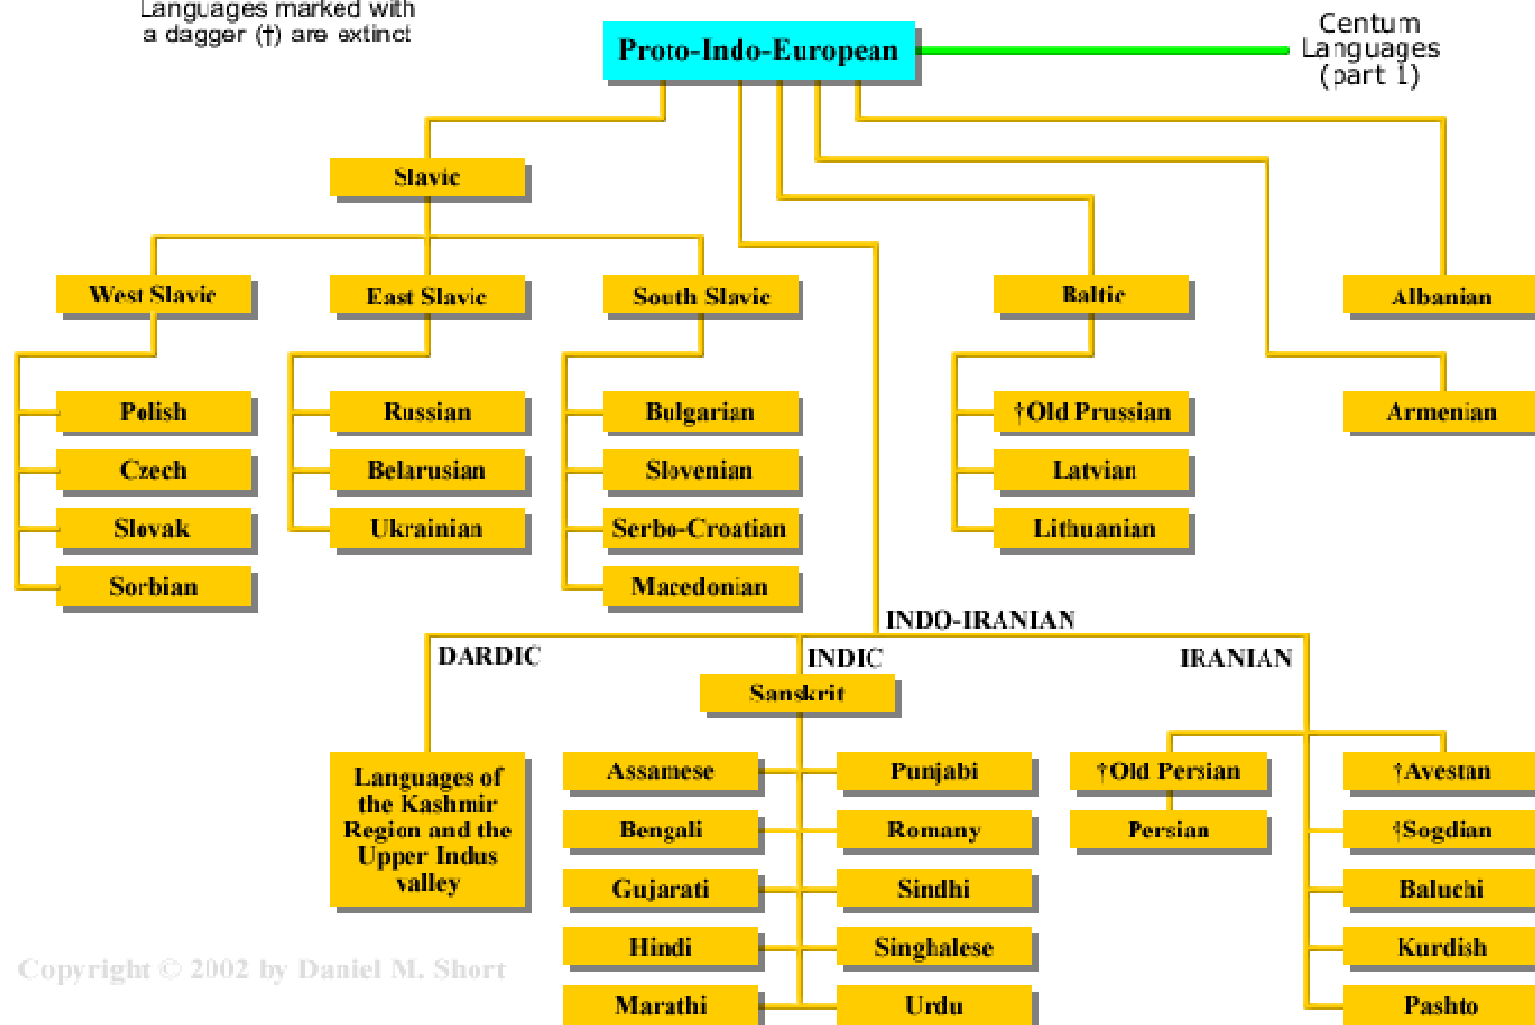 Languages marked with
a dagger (†) are extinct
Proto-Indo-European
Centum
Languages
(part 1)
Slavic
West Slavic
East Slavic
South Slavic
Baltic
Albanian
Polish
Russian
Bulgarian
†Old Prussian
Armenian
Czech
Belarusian
Slovenian
Latvian
Slovak
Ukrainian
Serbo-Croatian
Lithuanian
Sorbian
Macedonian
INDO-IRANIAN
DARDIC
INDIC
IRANIAN
Sanskrit
Languages of
the Kashmir
Region and the
Upper Indus
valley
Assamese
Punjabi
†Old Persian
†Avestan
Bengali
Romany
Persian
†Sogdian
Gujarati
Sindhi
Baluchi
Hindi
Singhalese
Kurdish
Marathi
Urdu
Pashto
Copyright © 2002 by Daniel M. Short